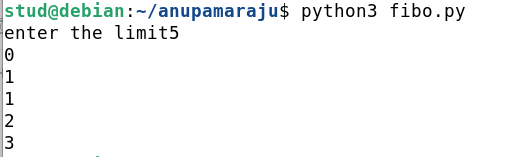 stud@debian:~/anupamaraju$ python3 fibo.py
enter the limit5
0
1
1
2
3